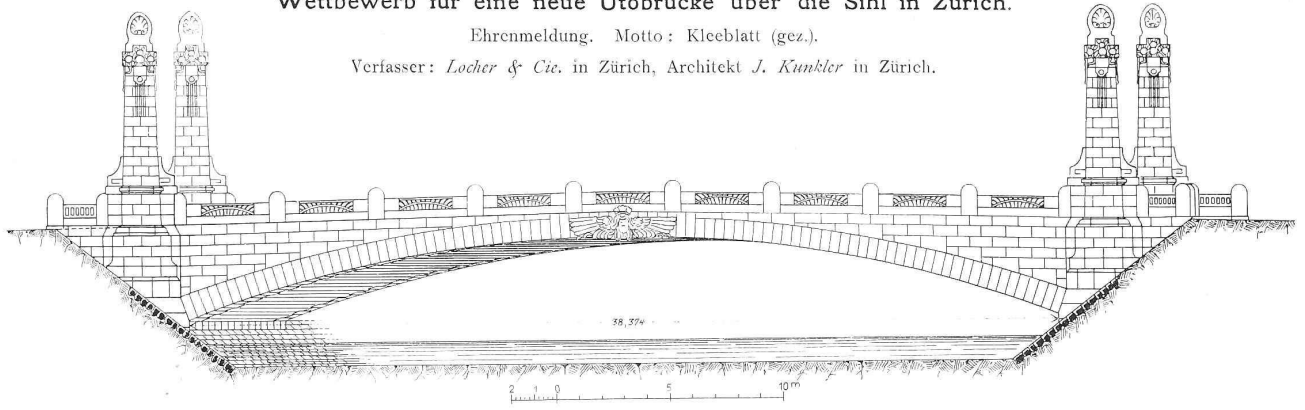 Wettbewerb für eine neue Utobrücke über die Sihl in Zürich.
Ehrenmeldung. Motto: Kleeblatt (gez.).
Verfasser: Locher & Cie. in Zürich, Architekt J. Kunkler in Zürich.
38,374
2 1 0 5 10 m